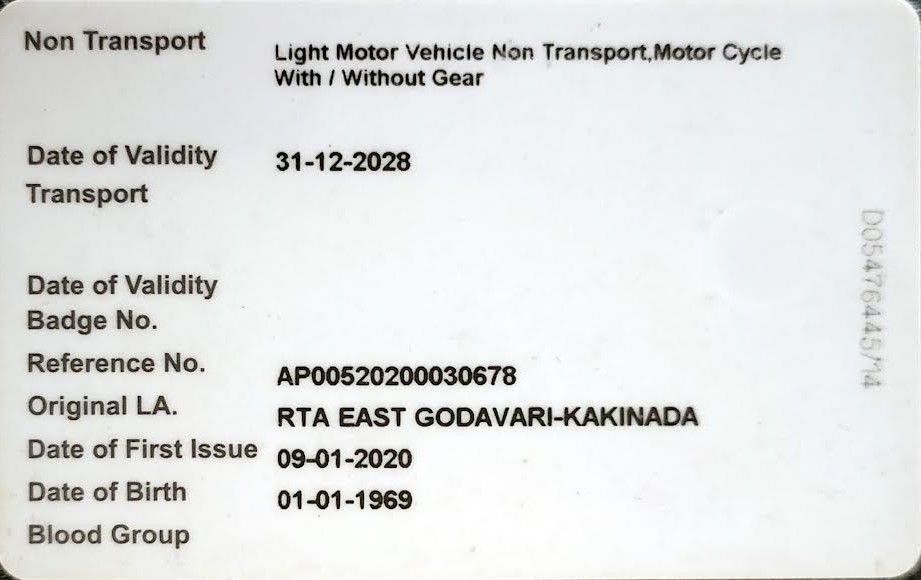 Non Transport
Light Motor Vehicle Non Transport,Motor Cycle
With / Without Gear
Date of Validity 31-12-2028
Transport
Date of Validity
Badge No.
Reference No. AP00520200030678
Original LA. RTA EAST GODAVARI-KAKINADA
Date of First Issue 09-01-2020
Date of Birth 01-01-1969
Blood Group
D05476445/14